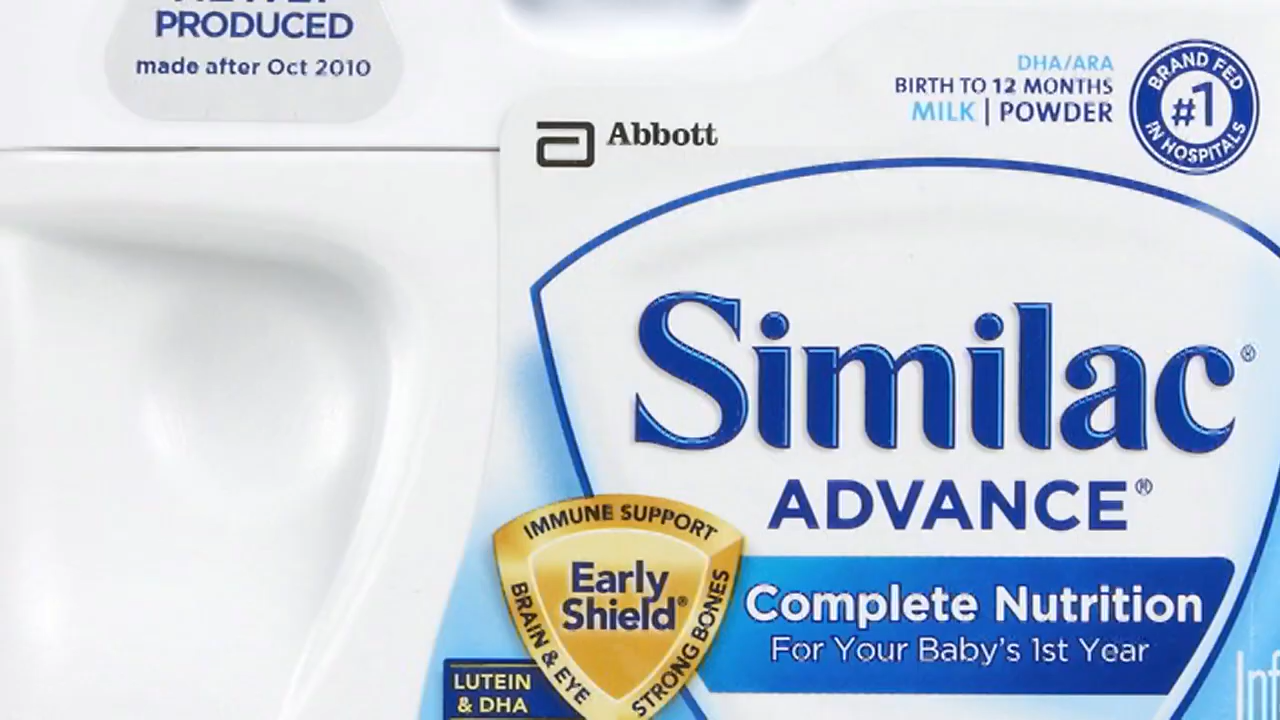 PRODUCED
made after Oct 2010
Abbott
DHA/ARA
BIRTH TO 12 MONTHS
MILK | POWDER
BRAND FED
#1
IN HOSPITALS
Similac®
ADVANCE®
IMMUNE SUPPORT
Early
Shield®
BRAIN & EYE
STRONG BONES
Complete Nutrition
For Your Baby's 1st Year
LUTEIN
& DHA